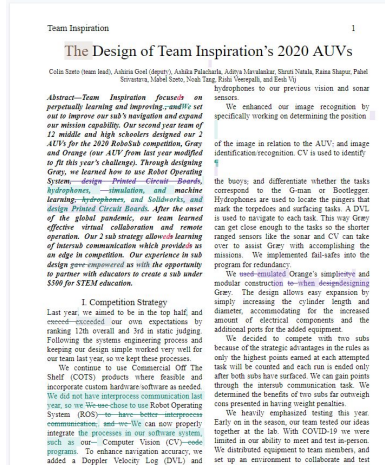 Team Inspiration 1
The Design of Team Inspiration's 2020 AUVs
Colin Szeto (team lead), Ashiria Goel (deputy), Ashika Palacharla, Aditya Mavalankar, Shruti Natala, Raina Shapur, Pahel
Srivastava, Mabel Szeto, Noah Tang, Rishi Veerepalli, and Eesh Vij
Abstract—Team Inspiration focuseds on
perpetually learning and improving., andWe set
out to improve our sub's navigation and expand
our mission capability. Our second year team of
12 middle and high schoolers designed our 2
AUVs for the 2020 RoboSub competition, Græy
and Orange (our AUV from last year modified
to fit this year's challenge). Through designing
Græy, we learned how to use Robot Operating
System, design Printed Circuit Boards,
hydrophones, simulation, and machine
learning, hydrophones, and Solidworks, and
design Printed Circuit Boards. After the onset
of the global pandemic, our team learned
effective virtual collaboration and remote
operation. Our 2 sub strategy alloweds learning
of intersub communication which provideds us
an edge in competition. Our experience in sub
design gave empowered us with the opportunity
to partner with educators to create a sub under
$500 for STEM education.
I. Competition Strategy
Last year, we aimed to be in the top half, and
exceed exceeded our own expectations by
ranking 12th overall and 3rd in static judging.
Following the systems engineering process and
keeping our design simple worked very well for
our team last year, so we kept these processes.
We continue to use Commercial Off The
Shelf (COTS) products where feasible and
incorporate custom hardware/software as needed.
We did not have interprocess communication last
year, so we We use chose to use Robot Operating
System (ROS) to have better interprocess
communication, and we We can now properly
integrate the processes in our software system,
such as our Computer Vision (CV) code
programs. To enhance navigation accuracy, we
added a Doppler Velocity Log (DVL) and
hydrophones to our previous vision and sonar
sensors.
We enhanced our image recognition by
specifically working on determining the position
of the image in relation to the AUV; and image
identification/recognition. CV is used to identify
¶
the buoys; and differentiate whether the tasks
correspond to the G-man or Bootlegger.
Hydrophones are used to locate the pingers that
mark the torpedoes and surfacing tasks. A DVL
is used to navigate to each task. This way Græy
can get close enough to the tasks so the shorter
ranged sensors like the sonar and CV can take
over to assist Græy with accomplishing the
missions. We implemented fail-safes into the
program for redundancy.
We used emulated Orange's simplicityé and
modular construction to when designdesigning
Græy. The design allows easy expansion by
simply increasing the cylinder length and
diameter, accommodating for the increased
amount of electrical components and the
additional ports for the added equipment.
We decided to compete with two subs
because of the strategic advantages in the rules as
only the highest points earned at each attempted
task will be counted and each run is ended only
after both subs have surfaced. We can gain points
through the intersub communication task. We
determined the benefits of two subs far outweigh
cons presented in having weight penalties.
We heavily emphasized testing this year.
Early on in the season, our team tested our ideas
together at the lab. With COVID-19 we were
limited in our ability to meet and test in-person.
We distributed equipment to team members, and
set up an environment to collaborate and test